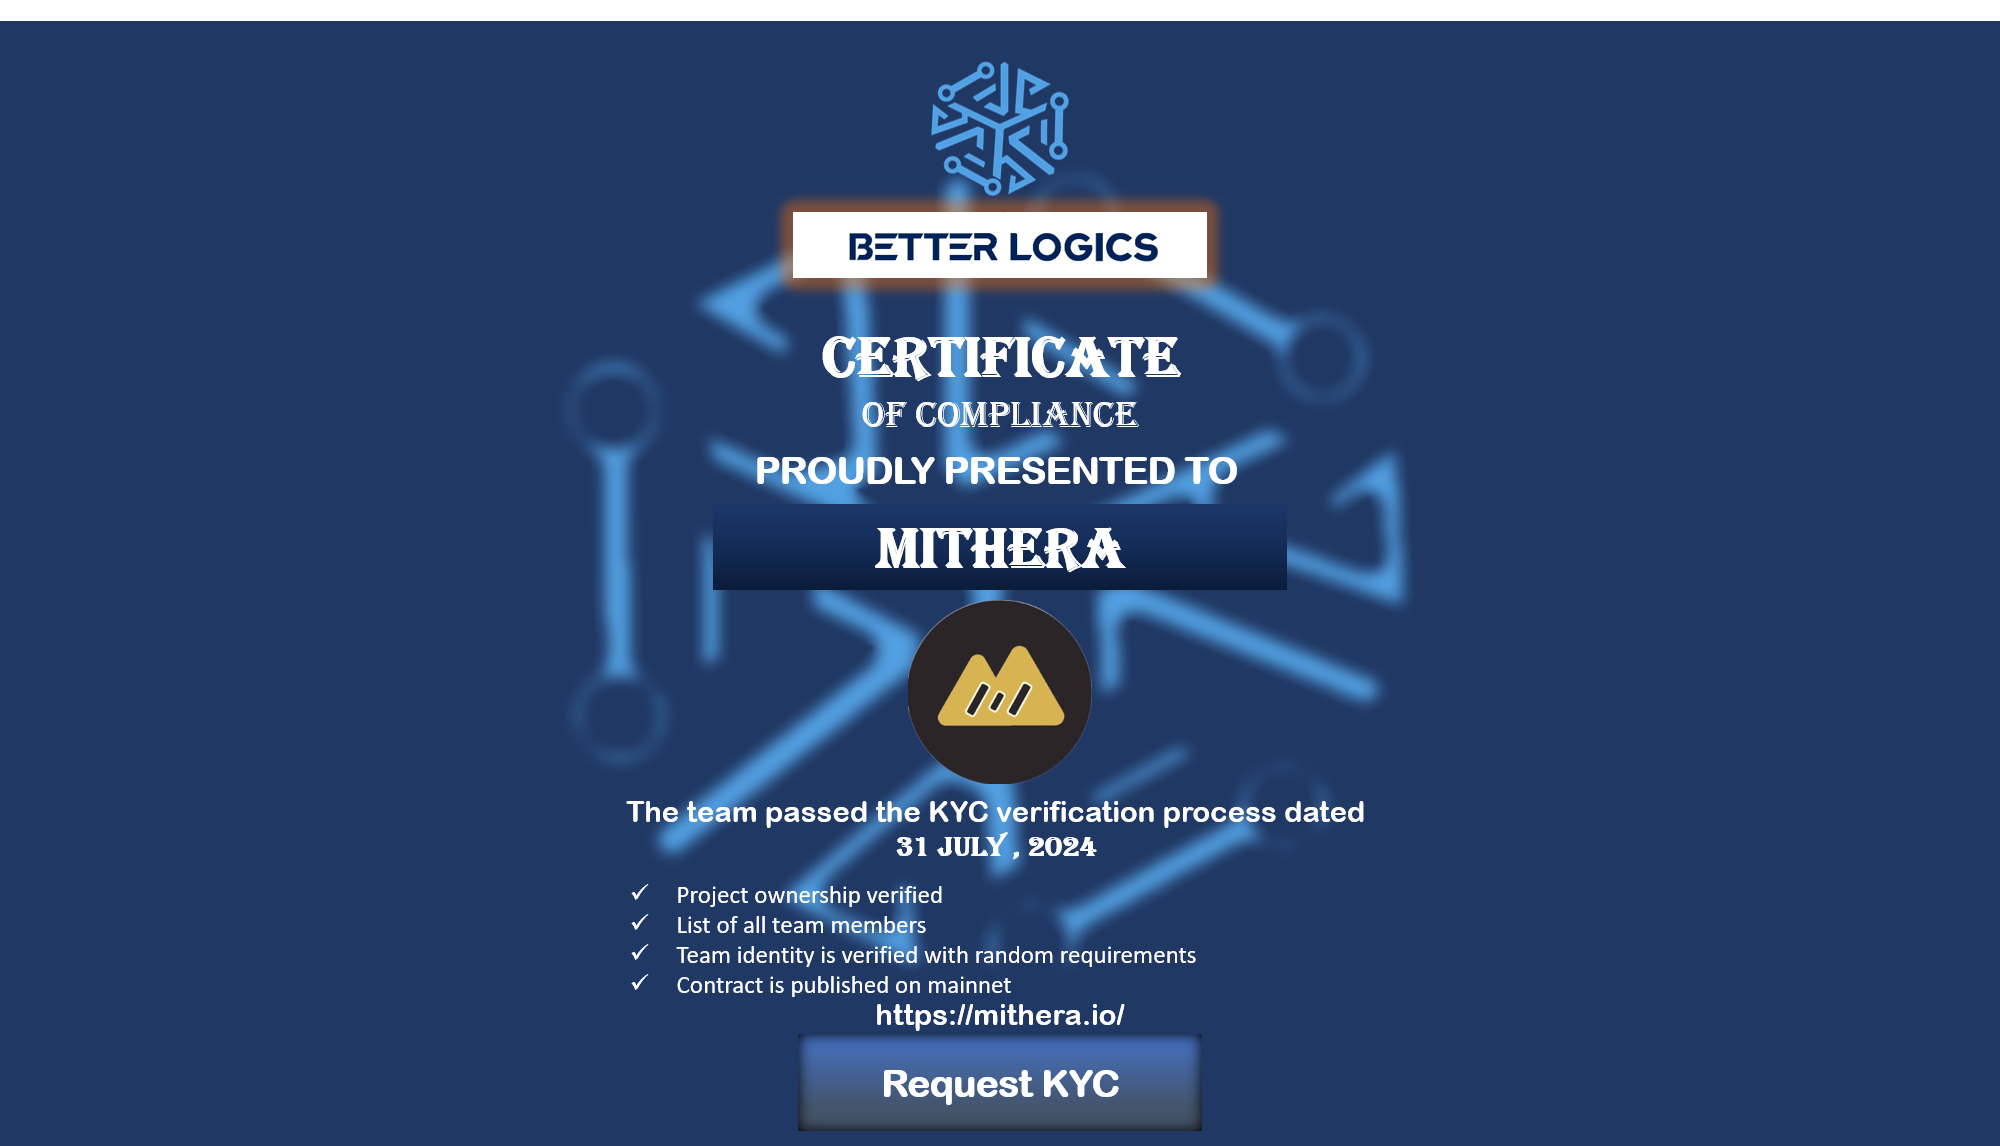 BETTER LOGICS
CERTIFICATE
OF COMPLIANCE
PROUDLY PRESENTED TO
MITHERA
The team passed the KYC verification process dated
31 JULY , 2024
✓ Project ownership verified
✓ List of all team members
✓ Team identity is verified with random requirements
✓ Contract is published on mainnet
https://mithera.io/
Request KYC